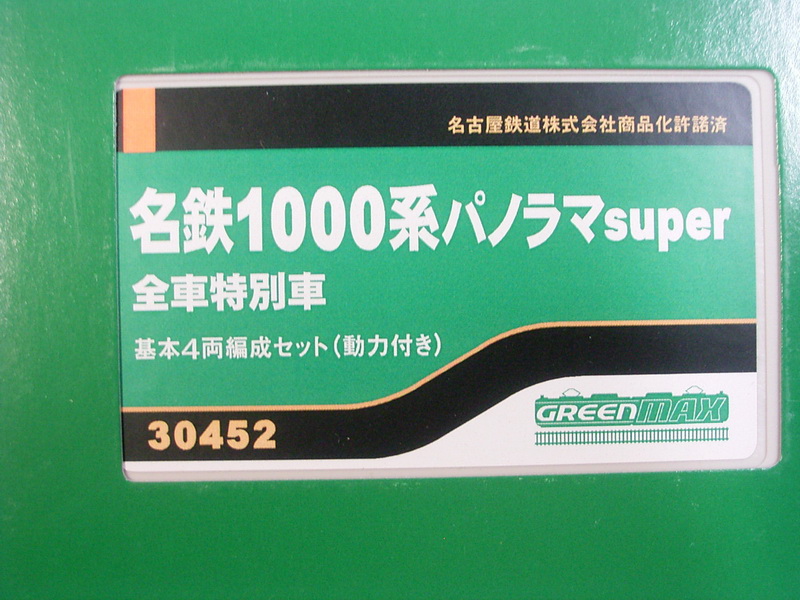 名古屋鉄道株式会社商品化許諾済
名鉄1000系パノラマsuper
全車特別車
基本4両編成セット(動力付き)
30452
GREENMAX